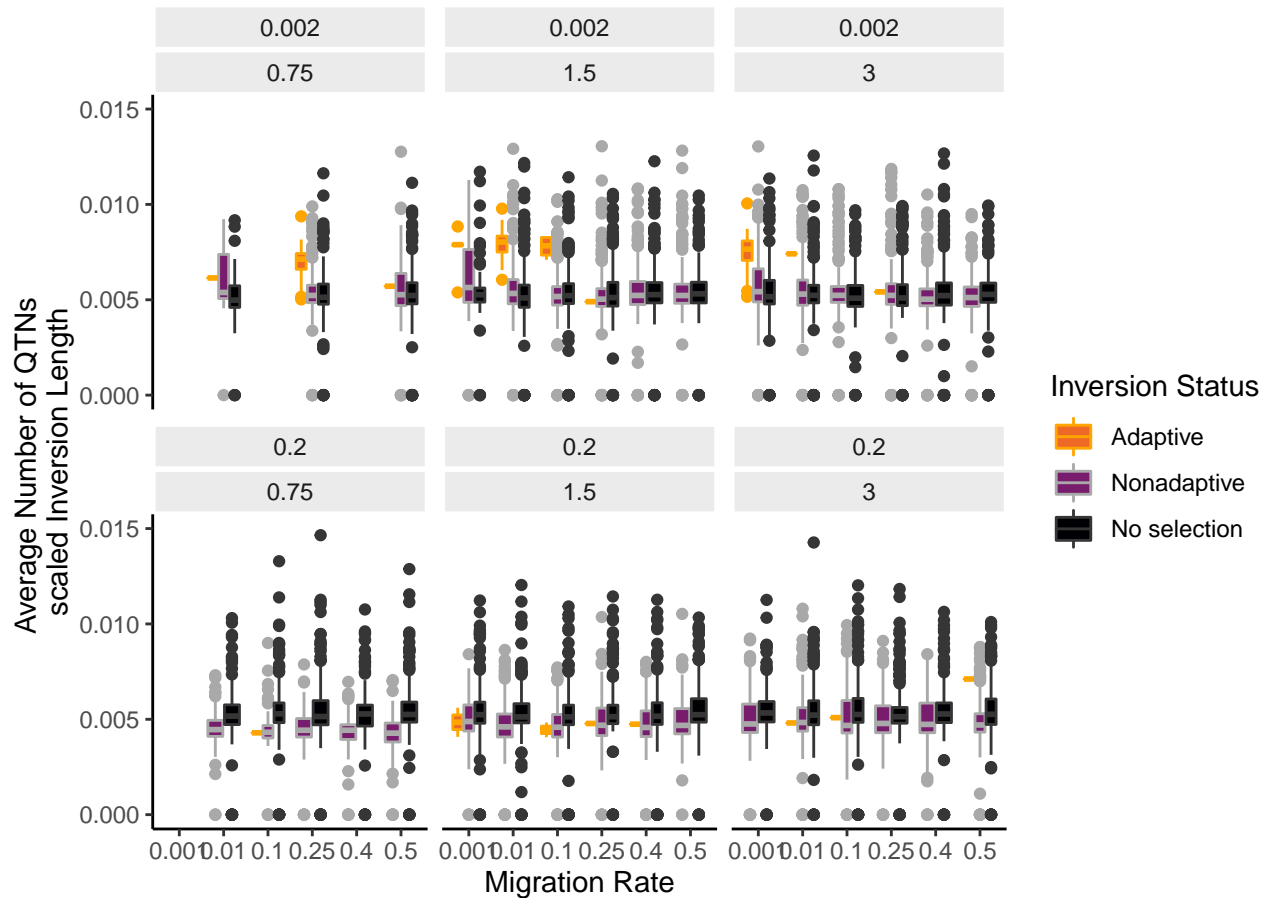 0.002 0.002 0.002
0.75 1.5 3
0.015
0.010
0.005
0.000
0.2 0.2 0.2
0.75 1.5 3
0.015
0.010
0.005
0.000
0.001 0.01 0.1 0.25 0.4 0.5 0.001 0.01 0.1 0.25 0.4 0.5 0.001 0.01 0.1 0.25 0.4 0.5
Migration Rate
Average Number of QTNs
scaled Inversion Length
Inversion Status
Adaptive
Nonadaptive
No selection